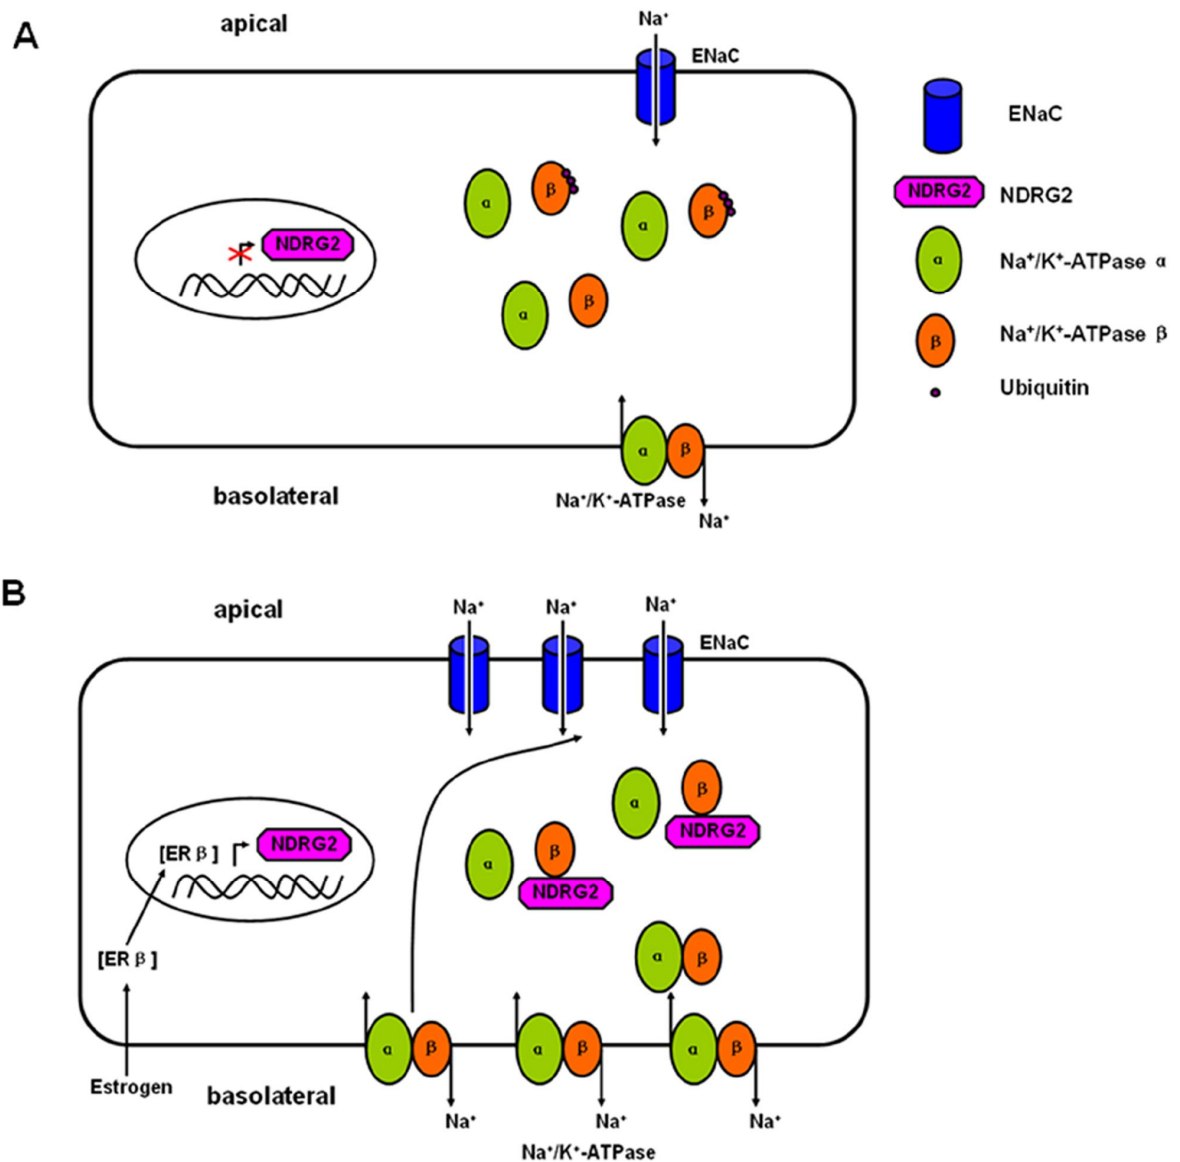 A
apical
Na⁺
ENaC
ENaC
NDRG2
NDRG2
NDRG2
α
β
α
β
α
β
α
Na⁺/K⁺-ATPase α
β
Na⁺/K⁺-ATPase β
Ubiquitin
α
β
basolateral
Na⁺/K⁺-ATPase
Na⁺
B
apical
Na⁺
Na⁺
Na⁺
ENaC
α
β
NDRG2
[ER β]
NDRG2
α
β
NDRG2
[ER β]
α
β
α
β
α
β
α
β
Estrogen
basolateral
Na⁺
Na⁺
Na⁺
Na⁺/K⁺-ATPase